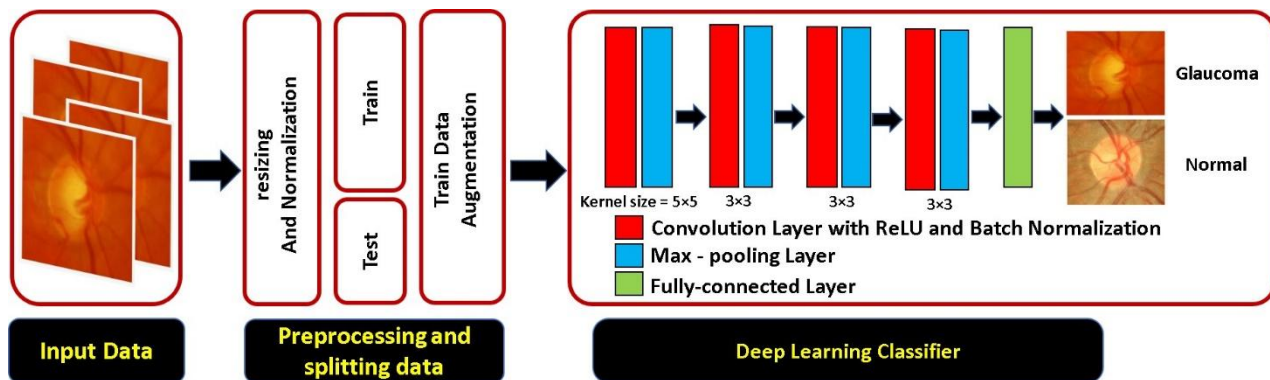 resizing
And Normalization
Train
Test
Train Data
Augmentation
Kernel size = 5×5
3×3
3×3
3×3
Glaucoma
Normal
Convolution Layer with ReLU and Batch Normalization
Max - pooling Layer
Fully-connected Layer
Input Data
Preprocessing and
splitting data
Deep Learning Classifier